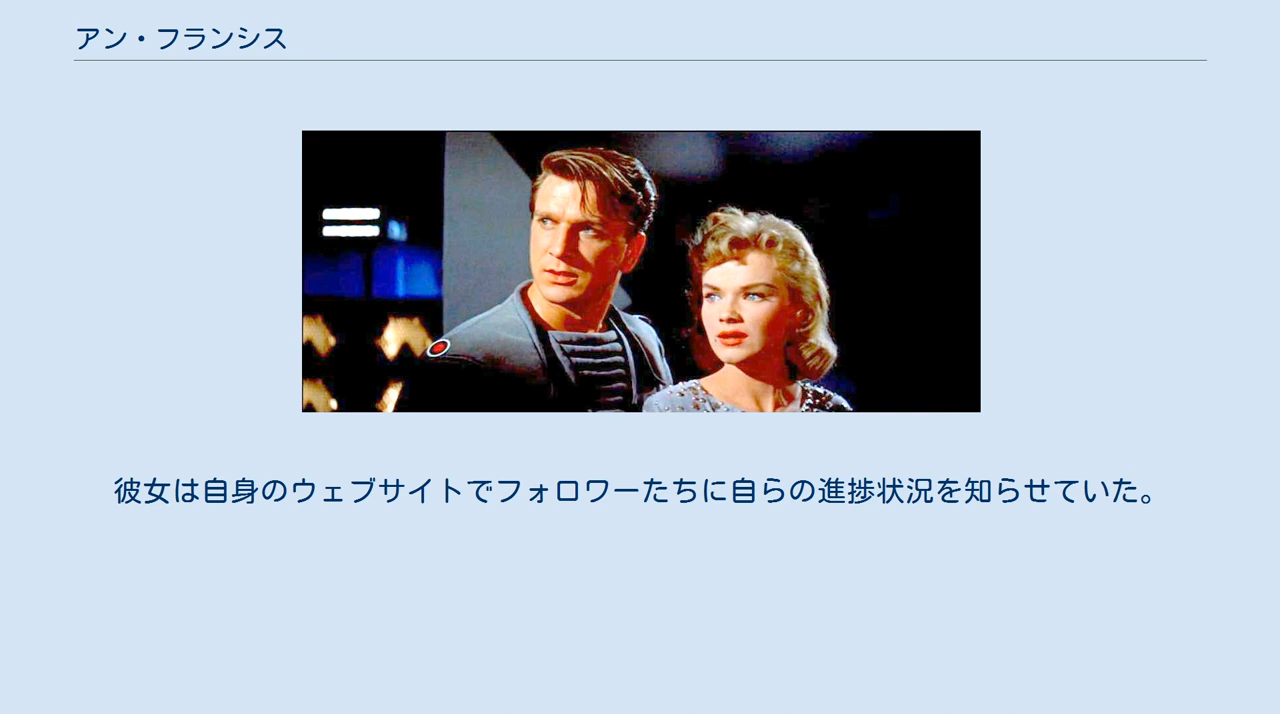 アン・フランシス
彼女は自身のウェブサイトでフォロワーたちに自らの進捗状況を知らせていた。